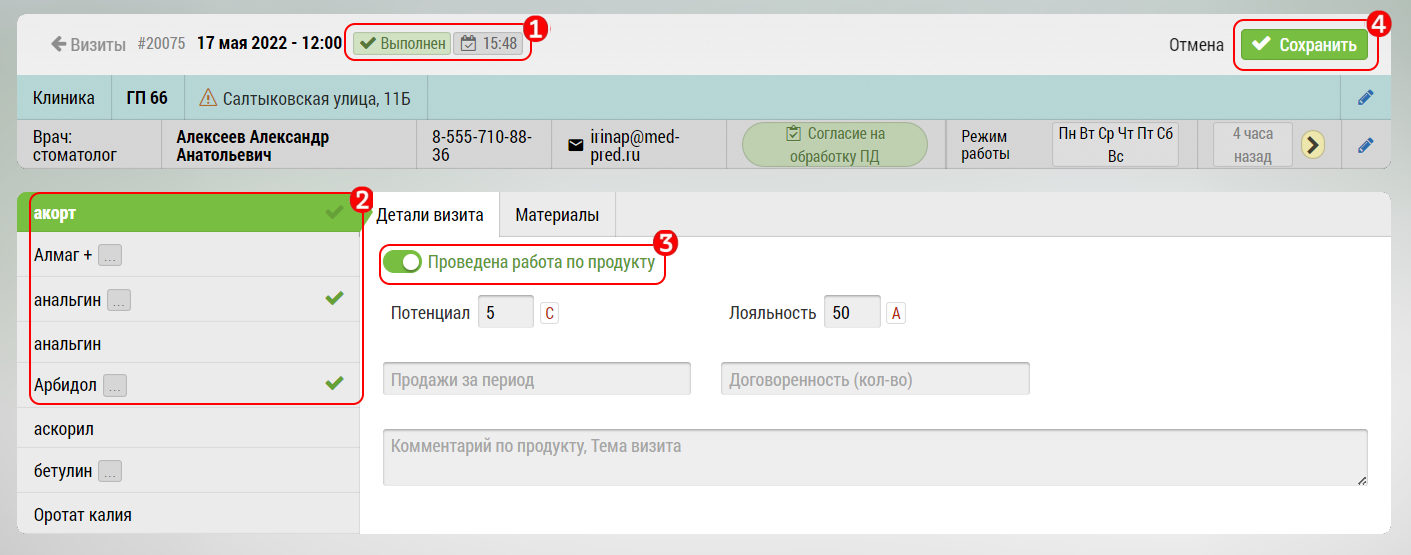 Визиты #20075 17 мая 2022 - 12:00 Выполнен 15:48 1 Отмена Сохранить 4
Клиника ГП 66 Салтыковская улица, 11Б
Врач: стоматолог Алексеев Александр Анатольевич 8-555-710-88-36 irinap@med-pred.ru Согласие на обработку ПД Режим работы Пн Вт Ср Чт Пт Сб Вс 4 часа назад
2
акорт
Алмаг + ...
анальгин ...
анальгин
Арбидол ...
аскорил
бетулин ...
Оротат калия
Детали визита Материалы
3
Проведена работа по продукту
Потенциал 5 C Лояльность 50 A
Продажи за период Договоренность (кол-во)
Комментарий по продукту, Тема визита